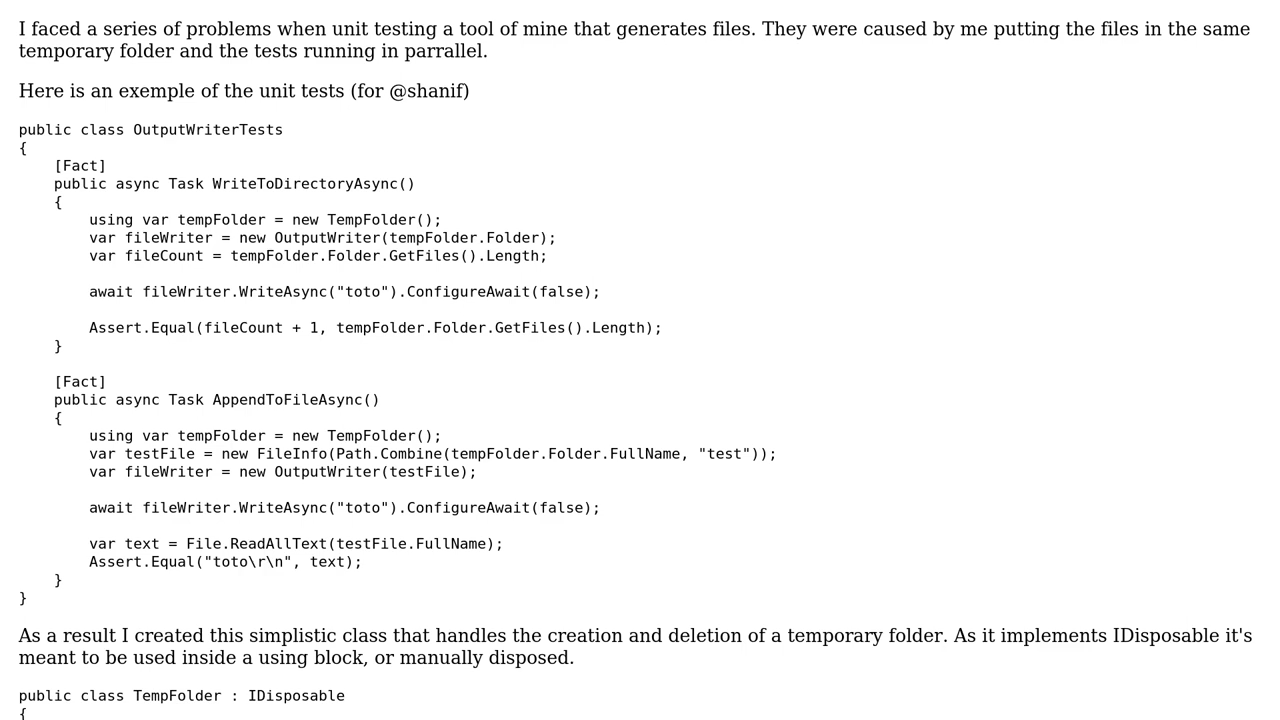 I faced a series of problems when unit testing a tool of mine that generates files. They were caused by me putting the files in the same
temporary folder and the tests running in parrallel.
Here is an exemple of the unit tests (for @shanif)
public class OutputWriterTests
{
    [Fact]
    public async Task WriteToDirectoryAsync()
    {
        using var tempFolder = new TempFolder();
        var fileWriter = new OutputWriter(tempFolder.Folder);
        var fileCount = tempFolder.Folder.GetFiles().Length;

        await fileWriter.WriteAsync("toto").ConfigureAwait(false);

        Assert.Equal(fileCount + 1, tempFolder.Folder.GetFiles().Length);
    }

    [Fact]
    public async Task AppendToFileAsync()
    {
        using var tempFolder = new TempFolder();
        var testFile = new FileInfo(Path.Combine(tempFolder.Folder.FullName, "test"));
        var fileWriter = new OutputWriter(testFile);

        await fileWriter.WriteAsync("toto").ConfigureAwait(false);

        var text = File.ReadAllText(testFile.FullName);
        Assert.Equal("toto\r\n", text);
    }
}
As a result I created this simplistic class that handles the creation and deletion of a temporary folder. As it implements IDisposable it's
meant to be used inside a using block, or manually disposed.
public class TempFolder : IDisposable
{